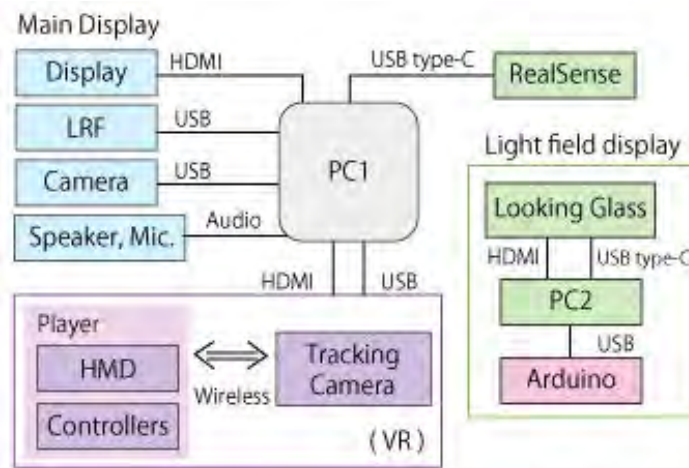 Main Display
Display
HDMI
USB type-C
RealSense
LRF
USB
Camera
USB
PC1
Speaker, Mic.
Audio
HDMI
USB
Light field display
Looking Glass
HDMI
USB type-C
PC2
USB
Arduino
Player
HMD
Controllers
Wireless
Tracking
Camera
( VR )